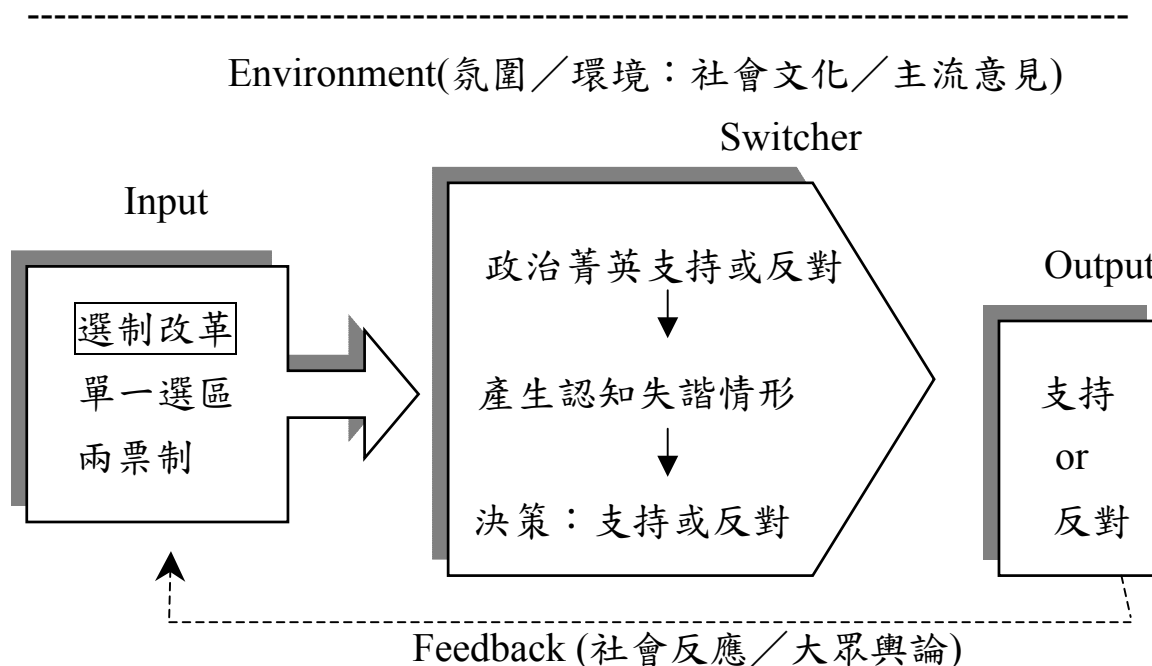 Environment(氛圍／環境：社會文化／主流意見)
Switcher
Input
政治菁英支持或反對
Output
選制改革
單一選區
產生認知失諧情形
支持
兩票制
or
決策：支持或反對
反對
Feedback (社會反應／大眾輿論)